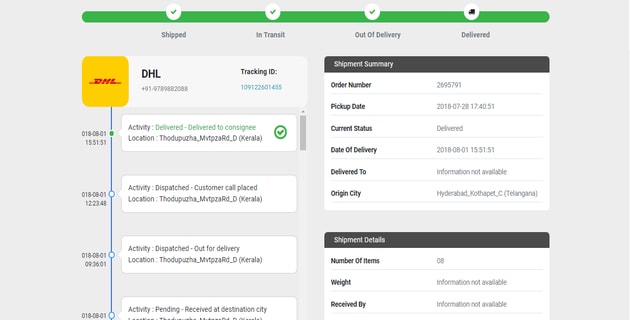 Shipped In Transit Out Of Delivery Delivered
DHL
DHL
+91-9789882088
Tracking ID:
109122601455
018-08-01
15:51:51
Activity : Delivered - Delivered to consignee
Location : Thodupuzha_MvtpzaRd_D (Kerala)
018-08-01
12:23:48
Activity : Dispatched - Customer call placed
Location : Thodupuzha_MvtpzaRd_D (Kerala)
018-08-01
09:36:01
Activity : Dispatched - Out for delivery
Location : Thodupuzha_MvtpzaRd_D (Kerala)
018-08-01
Activity : Pending - Received at destination city
Location : Thodupuzha_MvtpzaRd_D (Kerala)
Shipment Summary
Order Number 2695791
Pickup Date 2018-07-28 17:40:51
Current Status Delivered
Date Of Delivery 2018-08-01 15:51:51
Delivered To Information not available
Origin City Hyderabad_Kothapet_C (Telangana)
Shipment Details
Number Of Items 08
Weight Information not available
Received By Information not available